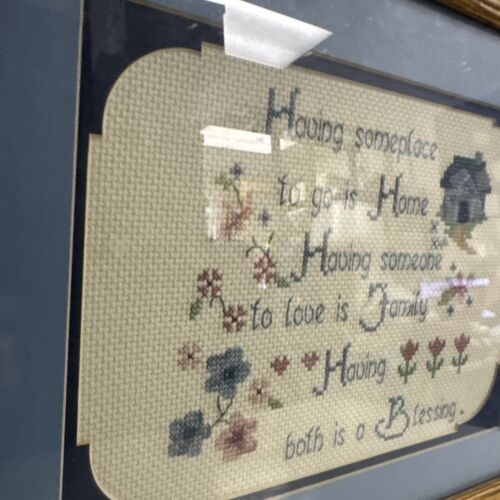 Having someplace
to go is Home
Having someone
to love is Family
Having
both is a Blessing.